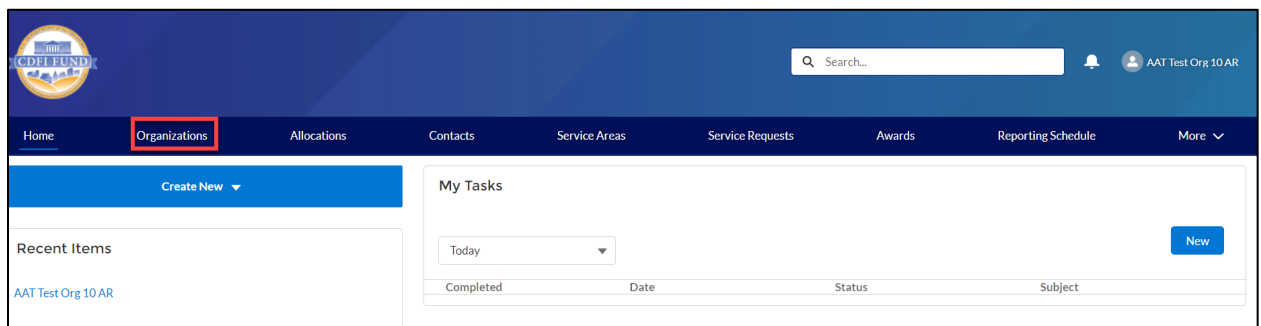 CDFI FUND
Search...
AAT Test Org 10 AR
Home Organizations Allocations Contacts Service Areas Service Requests Awards Reporting Schedule More
Create New
My Tasks
Recent Items
Today
New
AAT Test Org 10 AR
Completed Date Status Subject